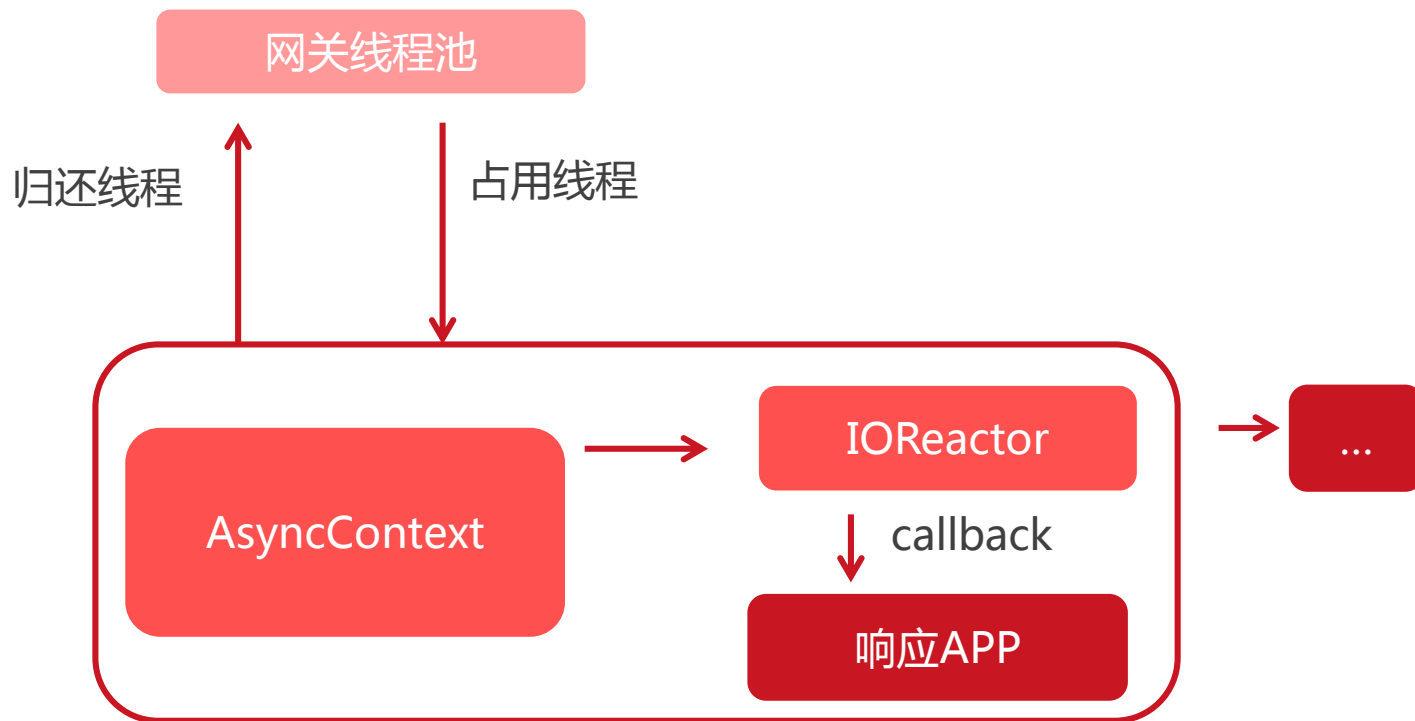 网关线程池
归还线程
占用线程
AsyncContext
IOReactor
...
callback
响应APP